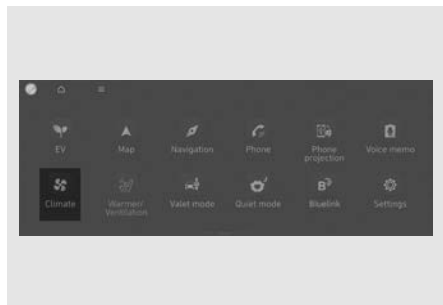 EV
Map
Navigation
Phone
Phone
projection
Voice memo
Climate
Warmer/
Ventilation
Valet mode
Quiet mode
Bluelink
Settings